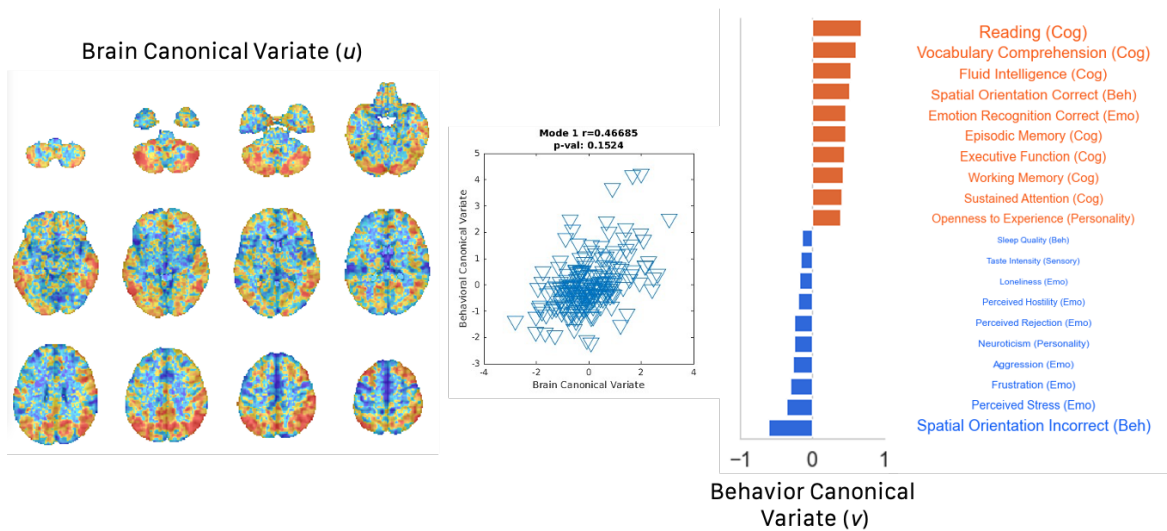 Brain Canonical Variate (u)
Mode 1 r=0.46685
p-val: 0.1524
5
4
3
2
1
0
-1
-2
-3
-4
-2
0
2
4
Behavioral Canonical Variate
Brain Canonical Variate
Reading (Cog)
Vocabulary Comprehension (Cog)
Fluid Intelligence (Cog)
Spatial Orientation Correct (Beh)
Emotion Recognition Correct (Emo)
Episodic Memory (Cog)
Executive Function (Cog)
Working Memory (Cog)
Sustained Attention (Cog)
Openness to Experience (Personality)
Sleep Quality (Beh)
Taste Intensity (Sensory)
Loneliness (Emo)
Perceived Hostility (Emo)
Perceived Rejection (Emo)
Neuroticism (Personality)
Aggression (Emo)
Frustration (Emo)
Perceived Stress (Emo)
Spatial Orientation Incorrect (Beh)
−1
0
1
Behavior Canonical
Variate (v)